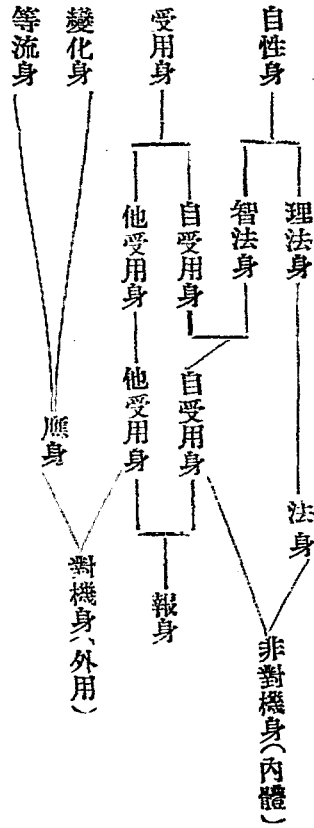 自性身
受用身
變化身
等流身
理法身
智法身
自受用身
他受用身
法身
自受用身
他受用身
應身
報身
非對機身(內體)
對機身(外用)